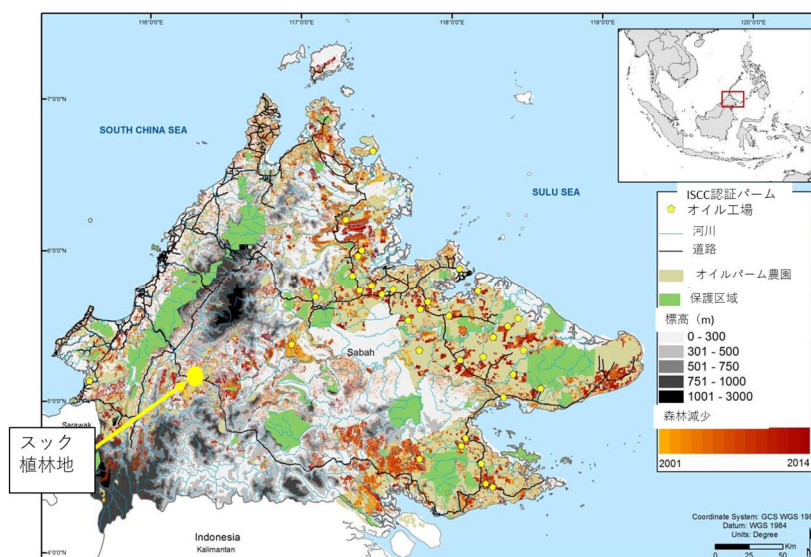 116°0'0"E
117°0'0"E
118°0'0"E
119°0'0"E
120°0'0"E
7°0'0"N
6°0'0"N
5°0'0"N
4°0'0"N
SOUTH CHINA SEA
SULU SEA
Sabah
Sarawak
Indonesia
Kalimantan
スック
植林地
ISCC認証パーム
オイル工場
河川
道路
オイルパーム農園
保護区域
標高（m）
0 - 300
301 - 500
501 - 750
751 - 1000
1001 - 3000
森林減少
2001
2014
Coordinate System: GCS WGS 198
Datum: WGS 1984
Units: Degree
0
25
50
Km